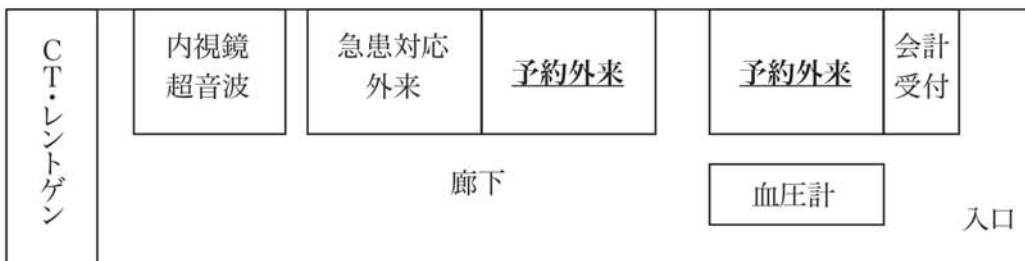 CT・レントゲン
内視鏡
超音波
急患対応
外来
予約外来
予約外来
会計
受付
廊下
血圧計
入口